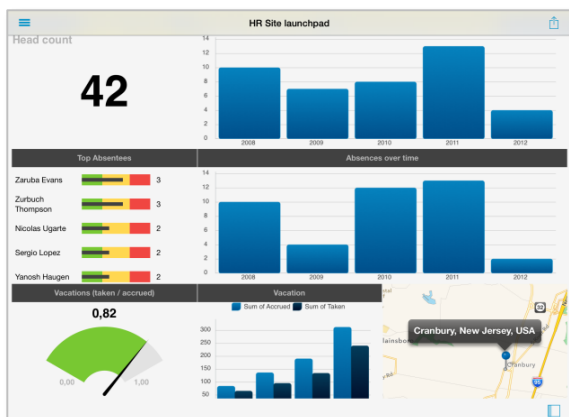 HR Site launchpad
Head count
42
14
12
10
8
6
4
2
0
2008
2009
2010
2011
2012
Top Absentees
Zaruba Evans
3
Zurbuch
Thompson
3
Nicolas Ugarte
2
Sergio Lopez
2
Yanosh Haugen
2
Absences over time
14
12
10
8
6
4
2
0
2008
2009
2010
2011
2012
Vacations (taken / accrued)
0,82
0,00
1,00
Vacation
Sum of Accrued
Sum of Taken
300
250
200
150
100
50
Cranbury, New Jersey, USA
Cranbury
95